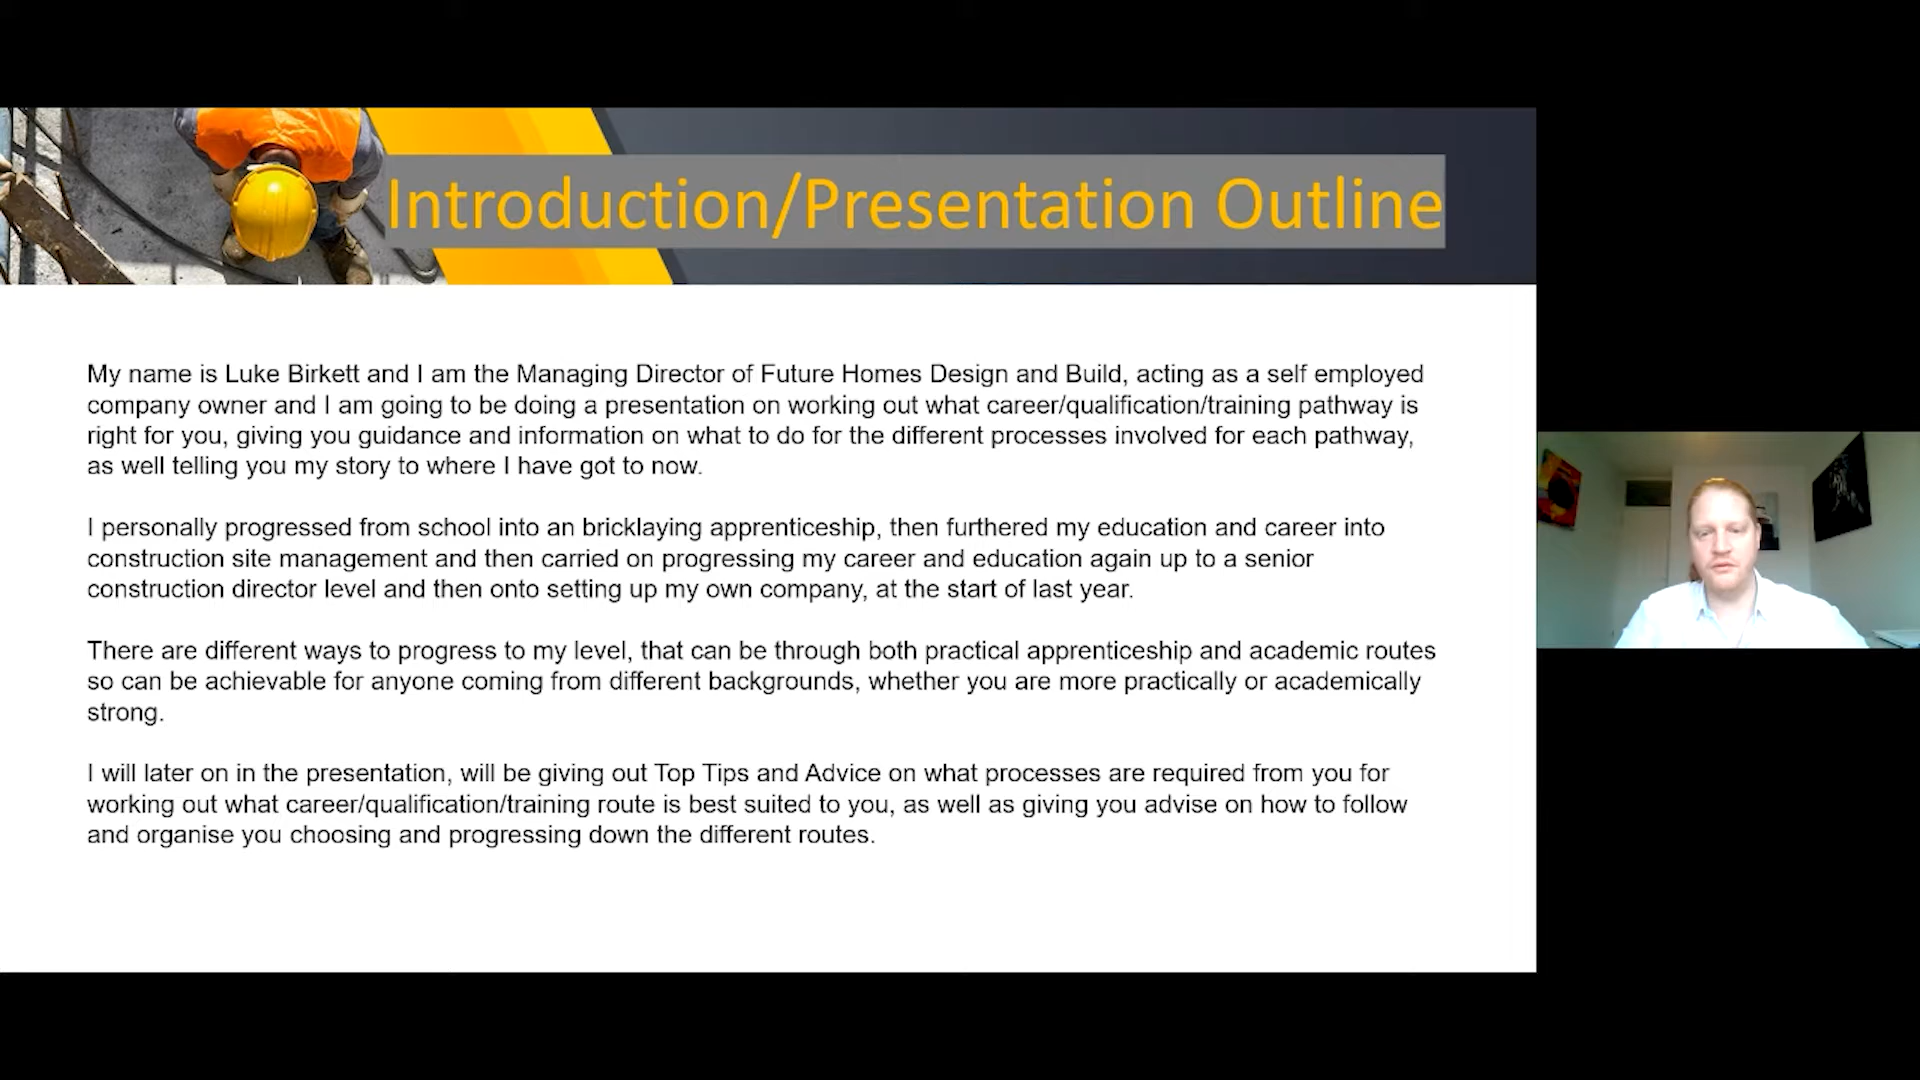 Introduction/Presentation Outline
My name is Luke Birkett and I am the Managing Director of Future Homes Design and Build, acting as a self employed
company owner and I am going to be doing a presentation on working out what career/qualification/training pathway is
right for you, giving you guidance and information on what to do for the different processes involved for each pathway,
as well telling you my story to where I have got to now.
I personally progressed from school into an bricklaying apprenticeship, then furthered my education and career into
construction site management and then carried on progressing my career and education again up to a senior
construction director level and then onto setting up my own company, at the start of last year.
There are different ways to progress to my level, that can be through both practical apprenticeship and academic routes
so can be achievable for anyone coming from different backgrounds, whether you are more practically or academically
strong.
I will later on in the presentation, will be giving out Top Tips and Advice on what processes are required from you for
working out what career/qualification/training route is best suited to you, as well as giving you advise on how to follow
and organise you choosing and progressing down the different routes.